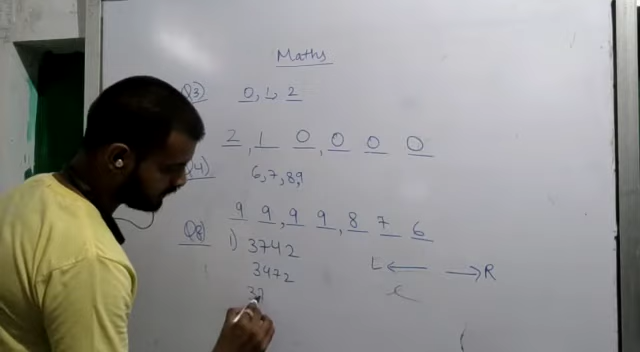 Maths
Q3) 0, 1, 2
2, 1 0 0, 0 0
Q4) 6,7,8,9
9 9, 9 9, 8 7 6
Q8) 1) 3742
3472
L ← → R
37